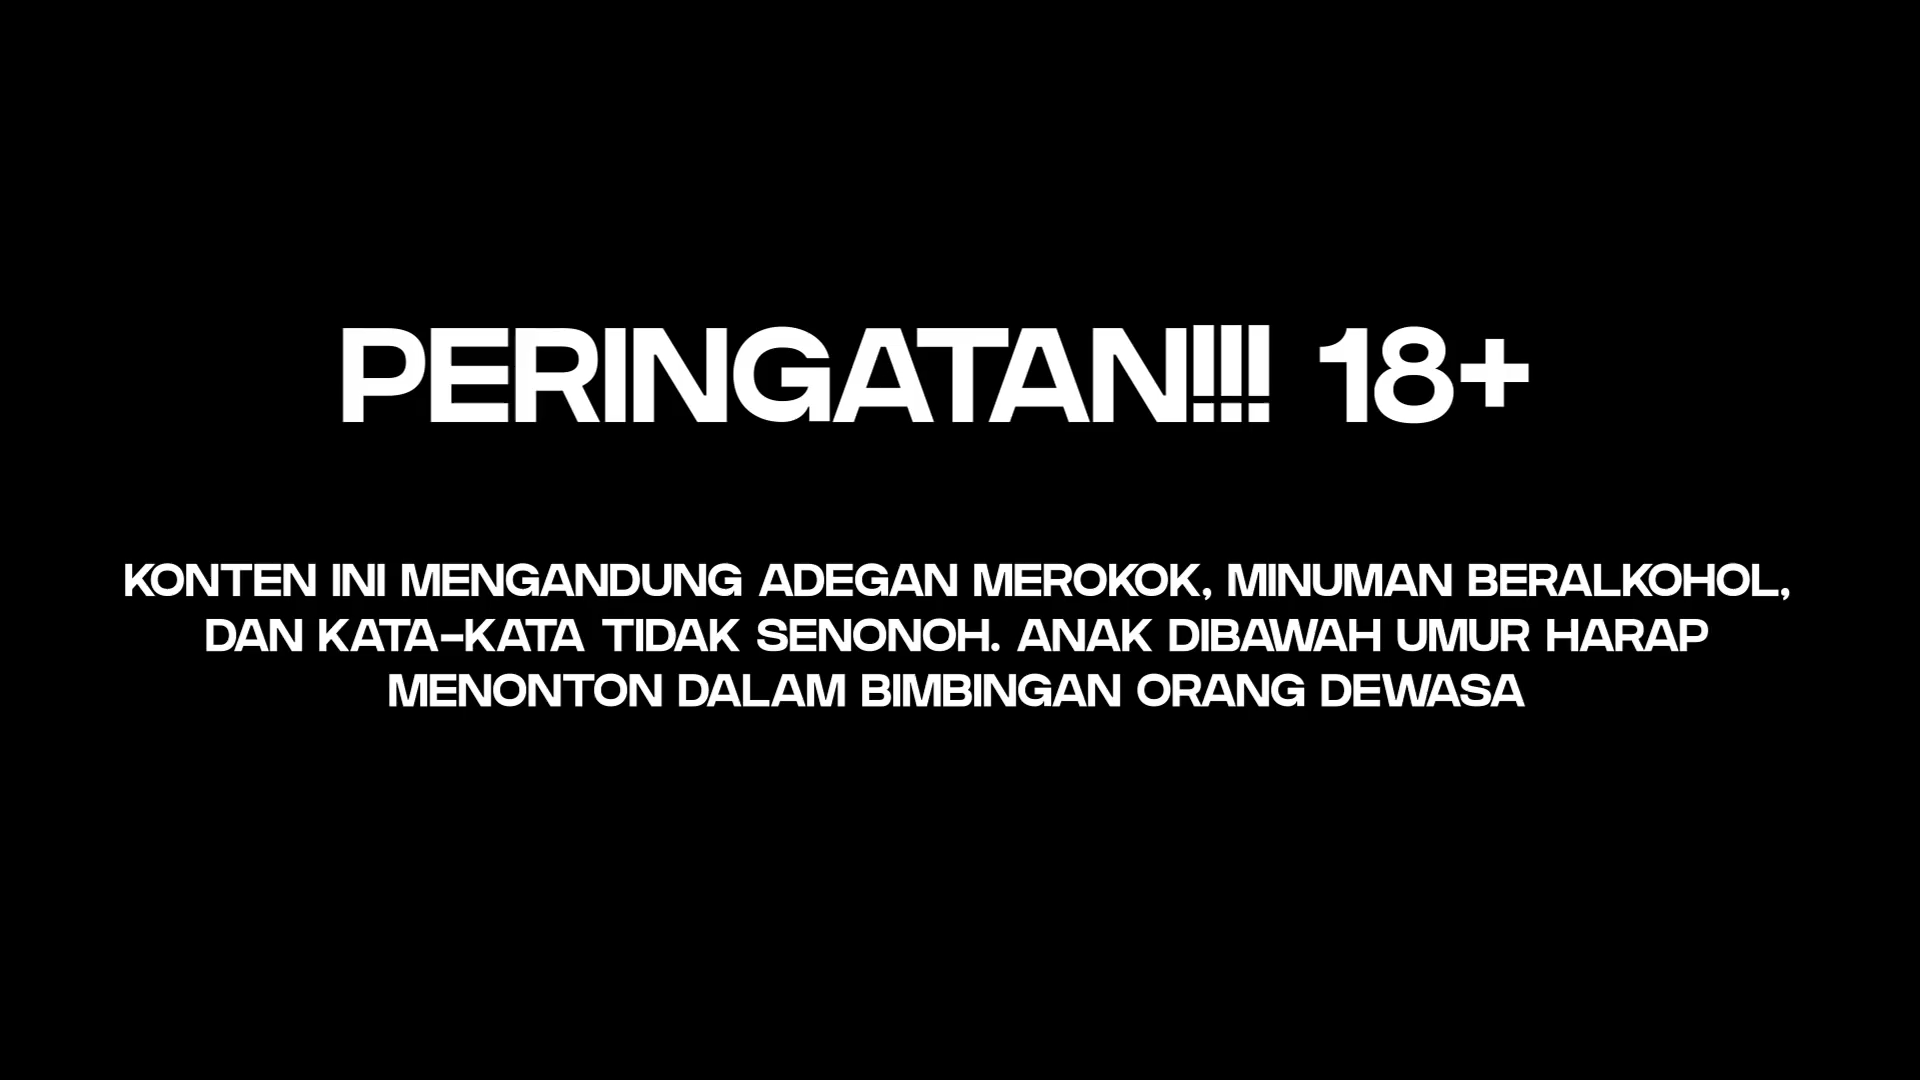 PERINGATAN!!! 18+
KONTEN INI MENGANDUNG ADEGAN MEROKOK, MINUMAN BERALKOHOL,
DAN KATA-KATA TIDAK SENONOH. ANAK DIBAWAH UMUR HARAP
MENONTON DALAM BIMBINGAN ORANG DEWASA